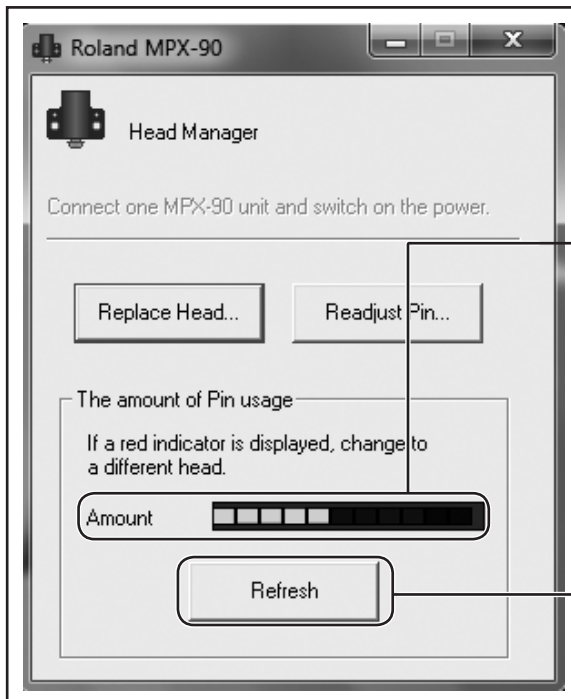 Roland MPX-90
Head Manager
Connect one MPX-90 unit and switch on the power.
Replace Head...
Readjust Pin...
The amount of Pin usage
If a red indicator is displayed, change to
a different head.
Amount
Refresh